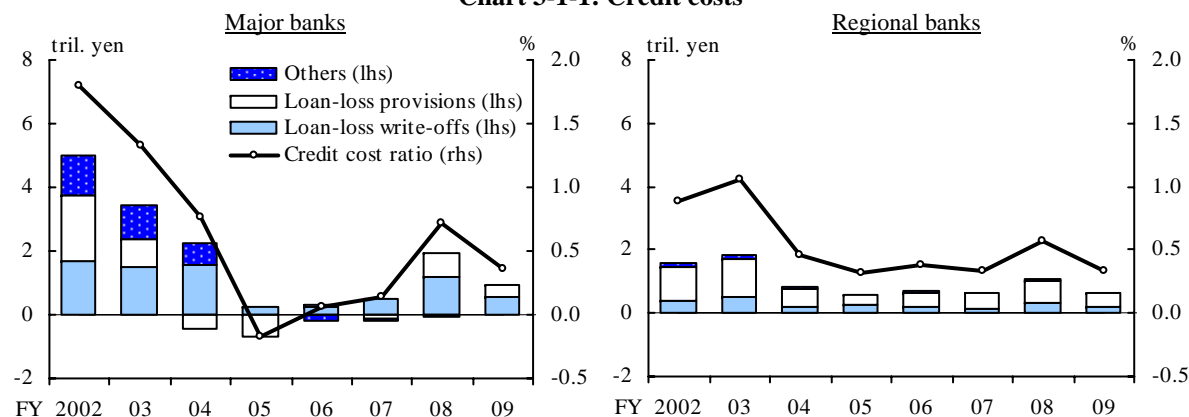 Chart 3-1-1: Credit costs
Major banks
tril. yen
%
8
6
4
2
0
-2
2.0
1.5
1.0
0.5
0.0
-0.5
Others (lhs)
Loan-loss provisions (lhs)
Loan-loss write-offs (lhs)
Credit cost ratio (rhs)
FY 2002 03 04 05 06 07 08 09
Regional banks
tril. yen
%
8
6
4
2
0
-2
2.0
1.5
1.0
0.5
0.0
-0.5
FY 2002 03 04 05 06 07 08 09